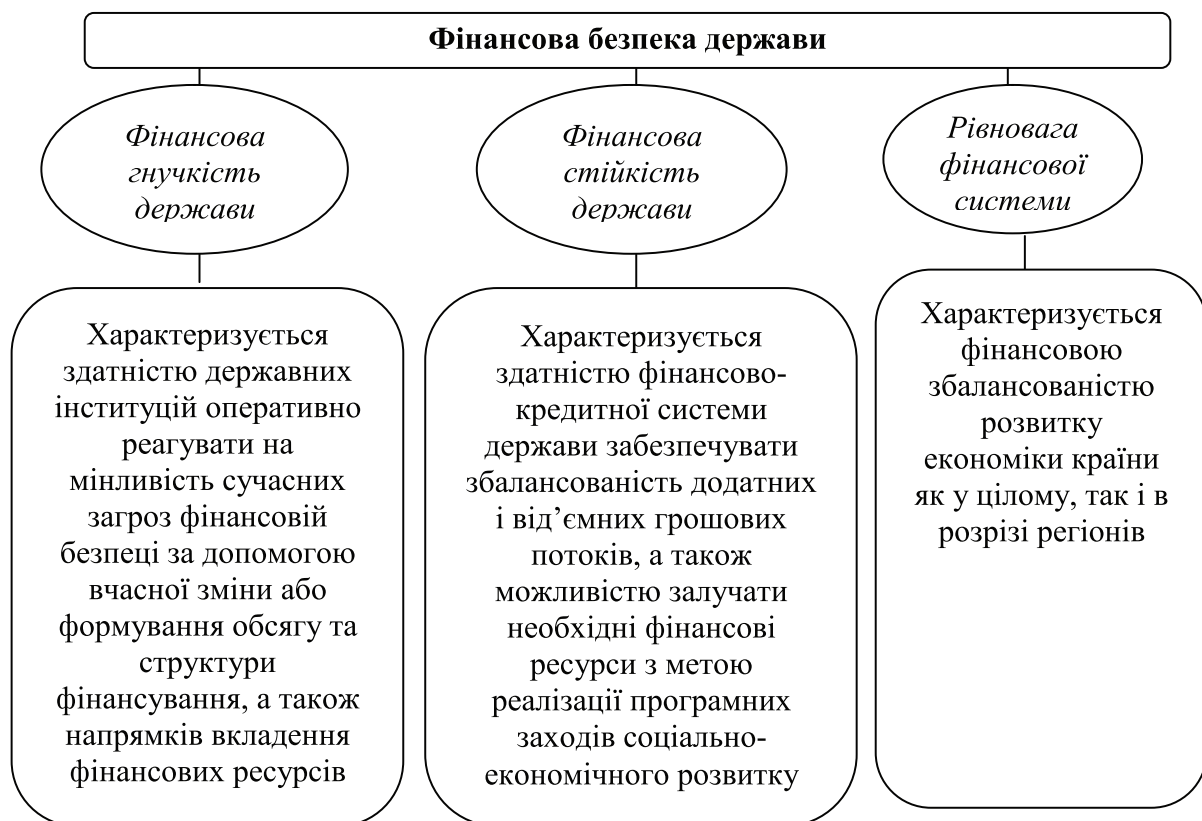 Фінансова безпека держави
Фінансова
гнучкість
держави
Фінансова
стійкість
держави
Рівновага
фінансової
системи
Характеризується
здатністю державних
інституцій оперативно
реагувати на
мінливість сучасних
загроз фінансовій
безпеці за допомогою
вчасної зміни або
формування обсягу та
структури
фінансування, а також
напрямків вкладення
фінансових ресурсів
Характеризується
здатністю фінансово-
кредитної системи
держави забезпечувати
збалансованість додатних
і від’ємних грошових
потоків, а також
можливістю залучати
необхідні фінансові
ресурси з метою
реалізації програмних
заходів соціально-
економічного розвитку
Характеризується
фінансовою
збалансованістю
розвитку
економіки країни
як у цілому, так і в
розрізі регіонів